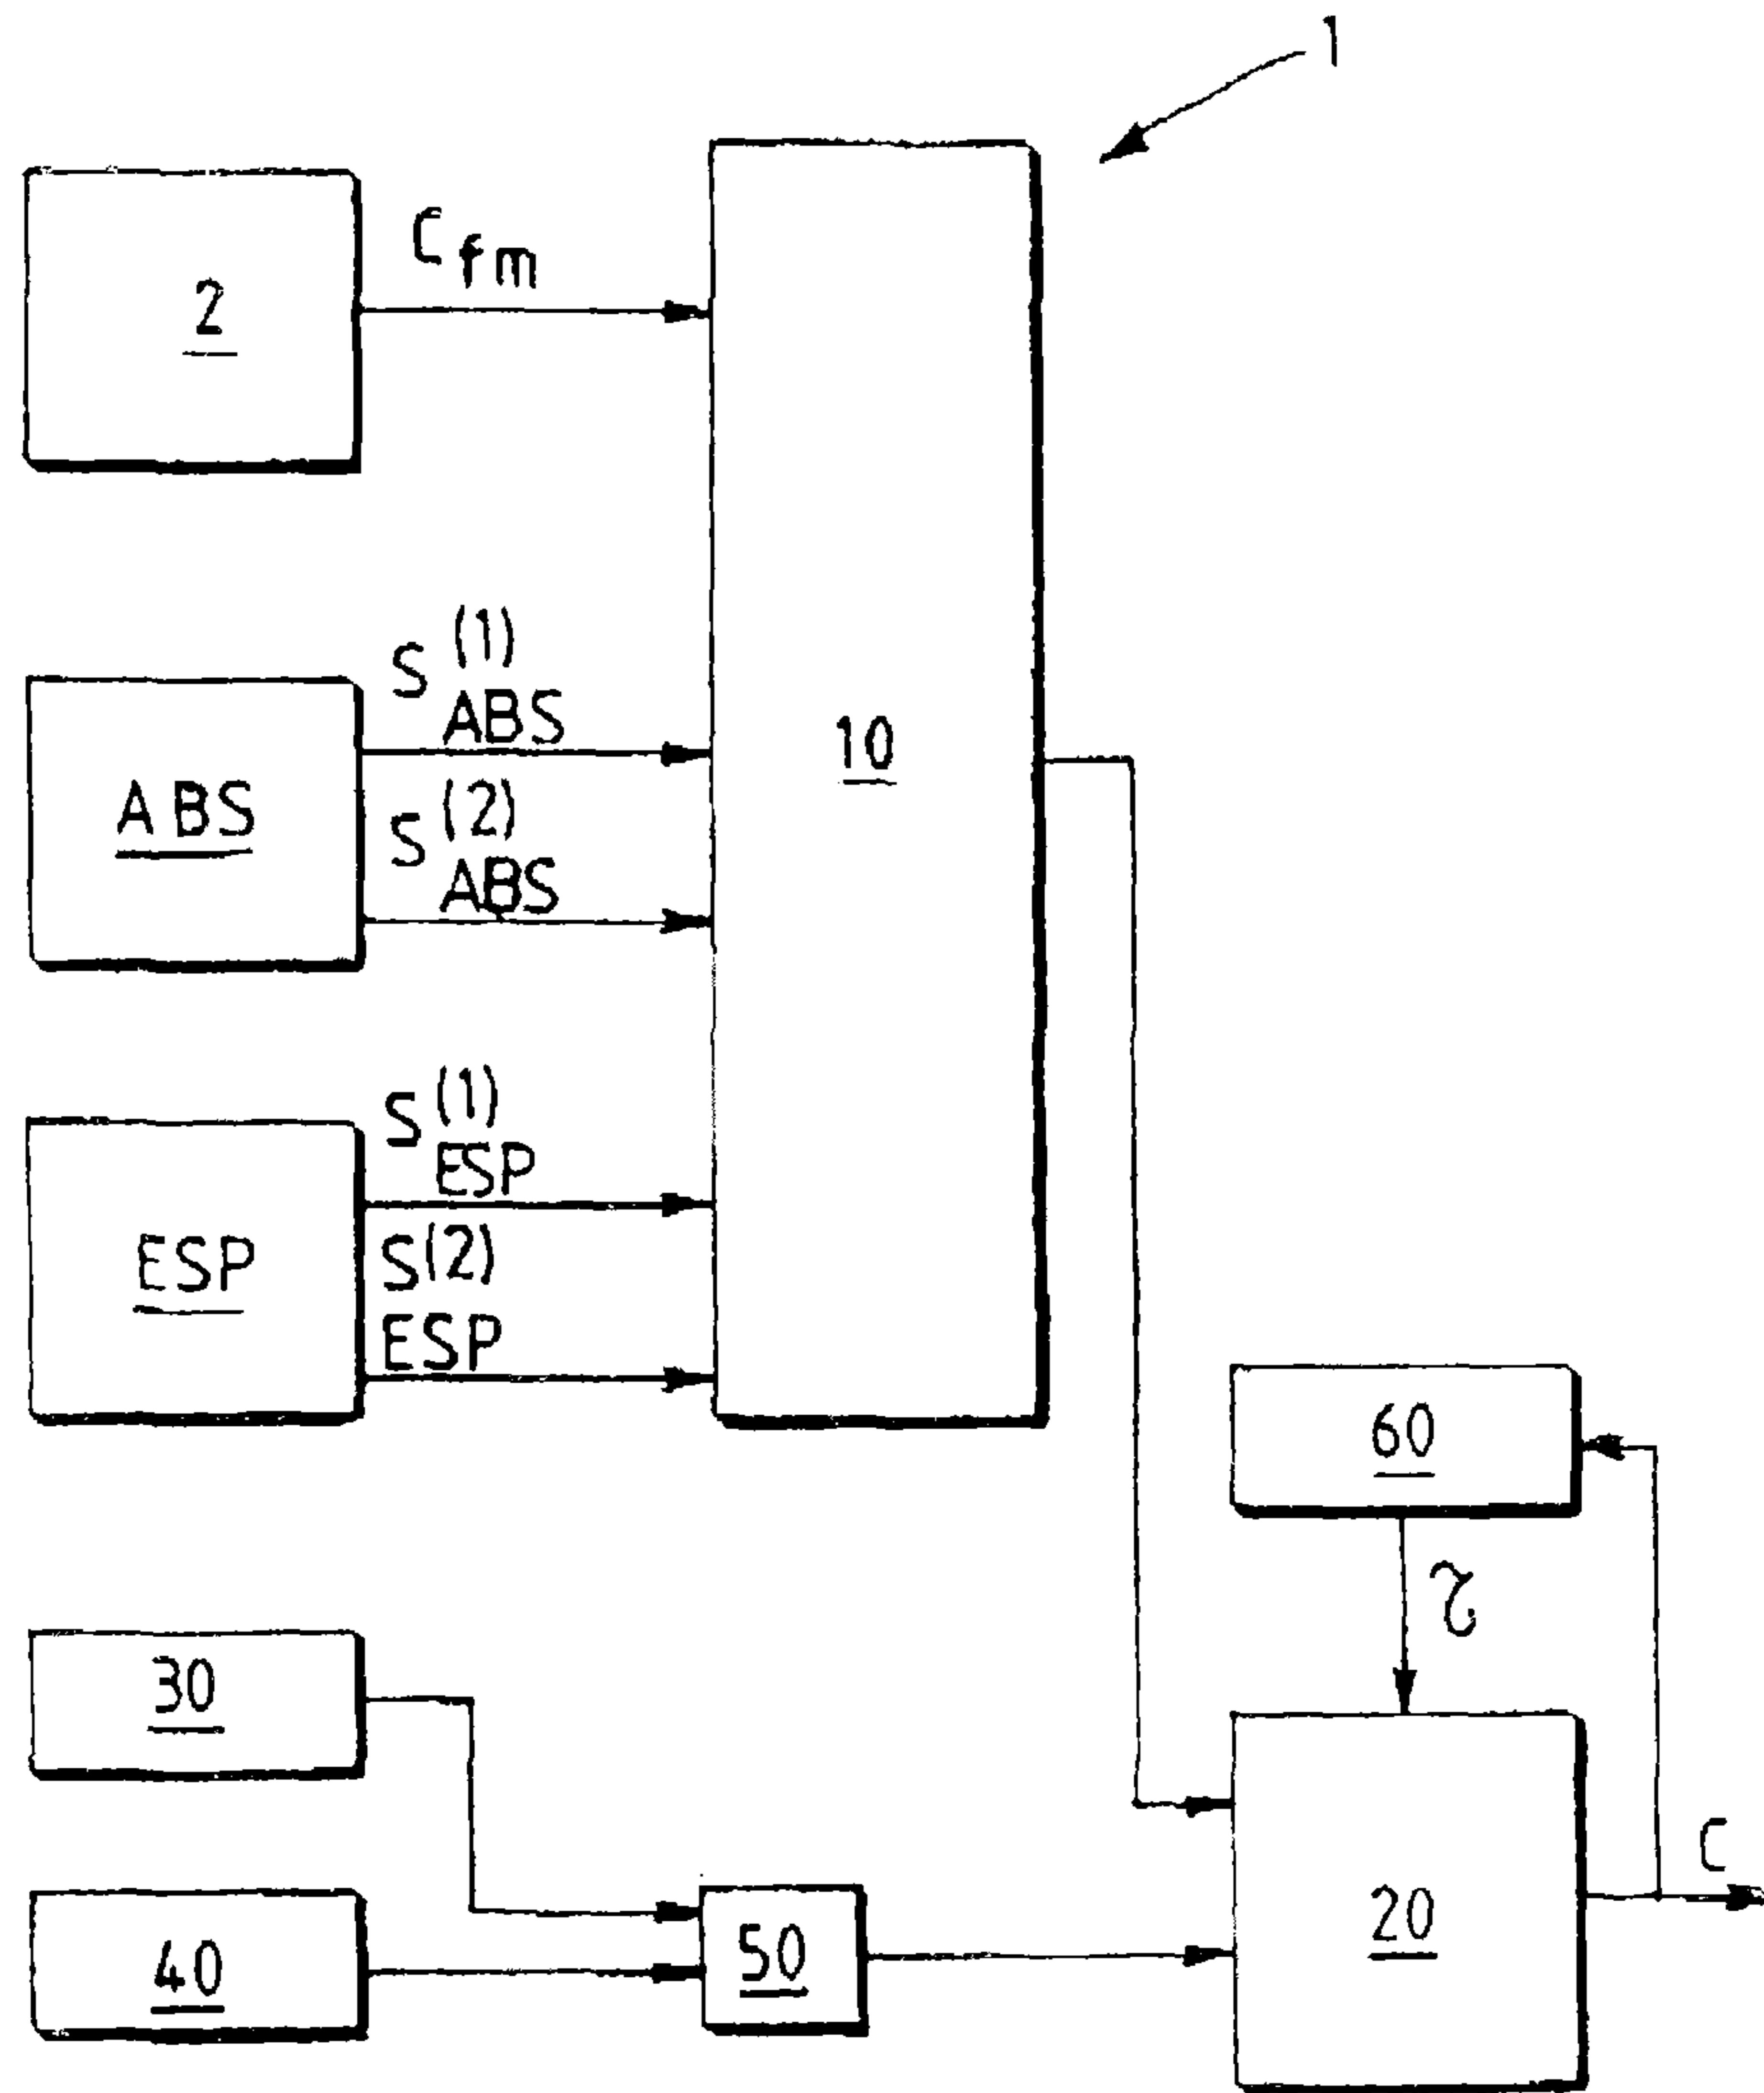 1
2
C fm
S (1) ABS
ABS
S (2) ABS
10
S (1) ESP
ESP
S (2) ESP
60
τ
30
C
20
40
50